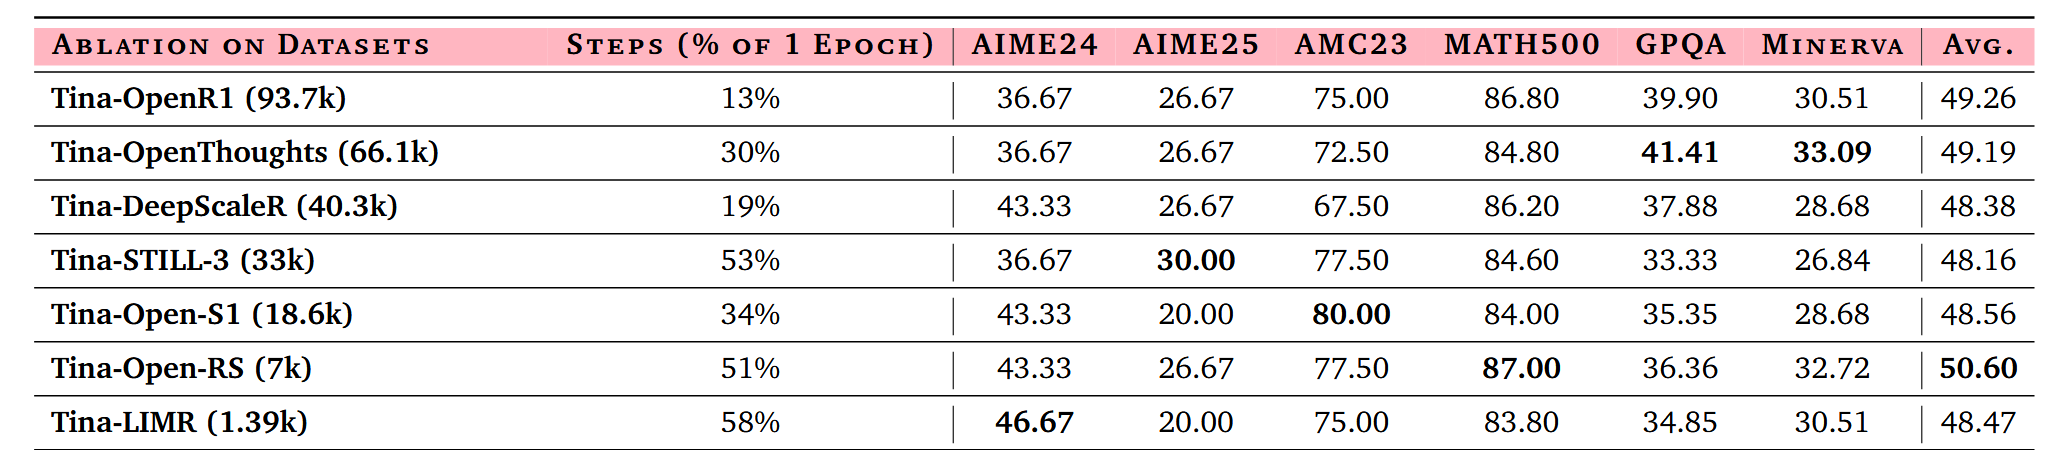 ABLATION ON DATASETS STEPS (% OF 1 EPOCH) AIME24 AIME25 AMC23 MATH500 GPQA MINERVA AVG.
Tina-OpenR1 (93.7k) 13% 36.67 26.67 75.00 86.80 39.90 30.51 49.26
Tina-OpenThoughts (66.1k) 30% 36.67 26.67 72.50 84.80 41.41 33.09 49.19
Tina-DeepScaleR (40.3k) 19% 43.33 26.67 67.50 86.20 37.88 28.68 48.38
Tina-STILL-3 (33k) 53% 36.67 30.00 77.50 84.60 33.33 26.84 48.16
Tina-Open-S1 (18.6k) 34% 43.33 20.00 80.00 84.00 35.35 28.68 48.56
Tina-Open-RS (7k) 51% 43.33 26.67 77.50 87.00 36.36 32.72 50.60
Tina-LIMR (1.39k) 58% 46.67 20.00 75.00 83.80 34.85 30.51 48.47